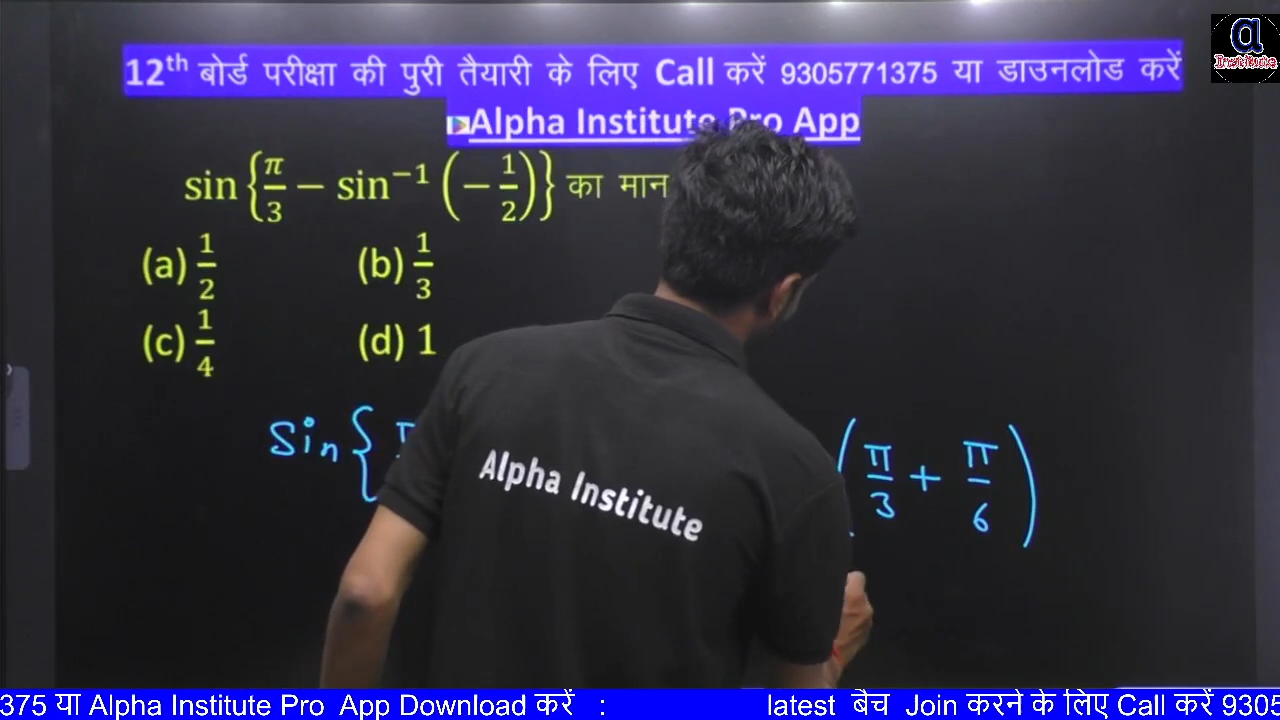 12th बोर्ड परीक्षा की पुरी तैयारी के लिए Call करें 9305771375 या डाउनलोड करें
α
Institute
Alpha Institute Pro App
sin {π/3 − sin⁻¹ (−1/2)} का मान
(a) 1/2 (b) 1/3
(c) 1/4 (d) 1
sin { (π/3 + π/6)
Alpha Institute
375 या Alpha Institute Pro App Download करें : latest बैच Join करने के लिए Call करें 9305